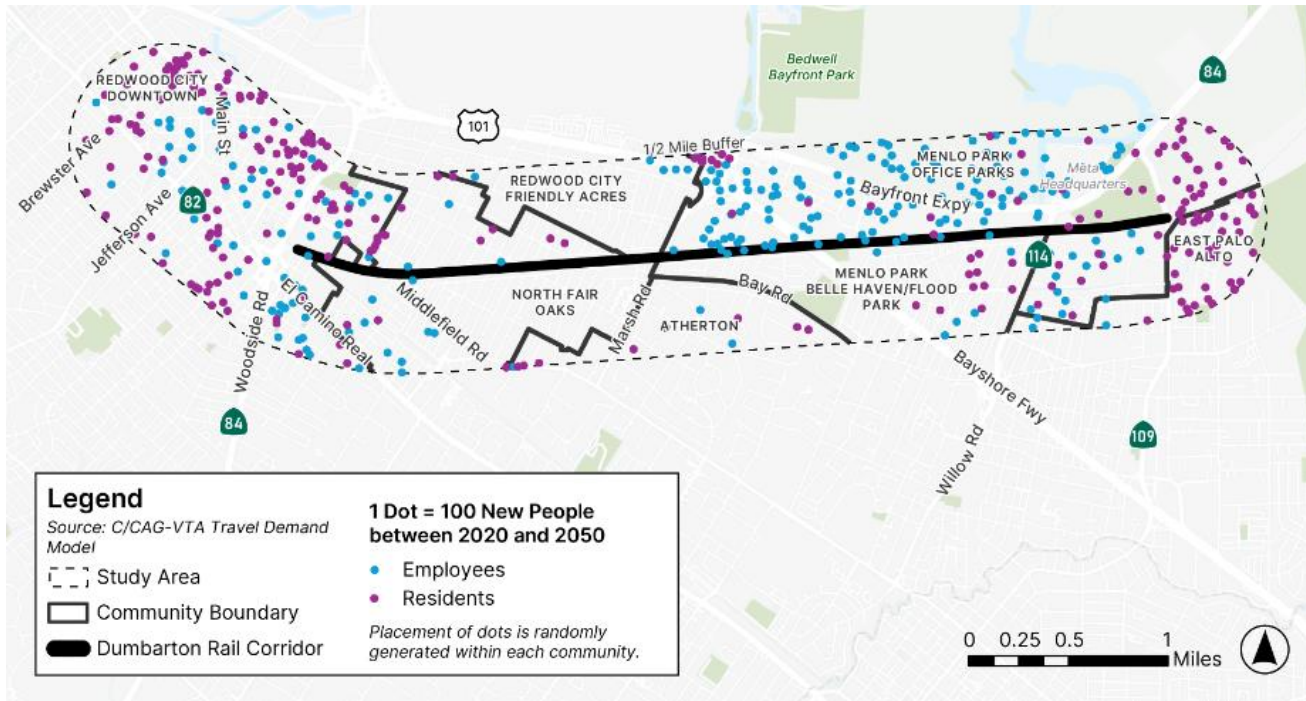 Bedwell
Bayfront Park
84
REDWOOD CITY
DOWNTOWN
Main St
101
1/2 Mile Buffer
Brewster Ave
MENLO PARK
OFFICE PARKS
Meta
Headquarters
Bayfront Expy
REDWOOD CITY
FRIENDLY ACRES
82
Jefferson Ave
EAST PALO
ALTO
114
MENLO PARK
BELLE HAVEN/FLOOD
PARK
Bay Rd
NORTH FAIR
OAKS
Marsh Rd
ATHERTON
El Camino Real
Middlefield Rd
Woodside Rd
84
Bayshore Fwy
Willow Rd
109
Legend
Source: C/CAG-VTA Travel Demand
Model
Study Area
Community Boundary
Dumbarton Rail Corridor
1 Dot = 100 New People
between 2020 and 2050
Employees
Residents
Placement of dots is randomly
generated within each community.
0 0.25 0.5 1
Miles